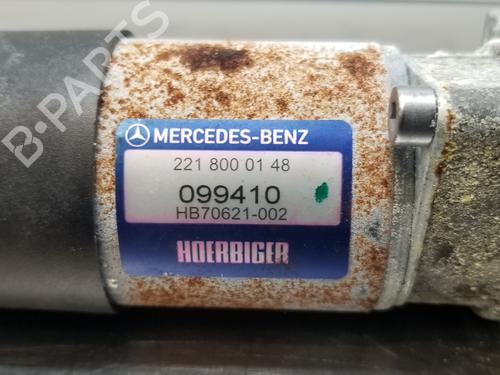 B-PARTS
MERCEDES-BENZ
221 800 01 48
099410
HB70621-002
HOERBIGER